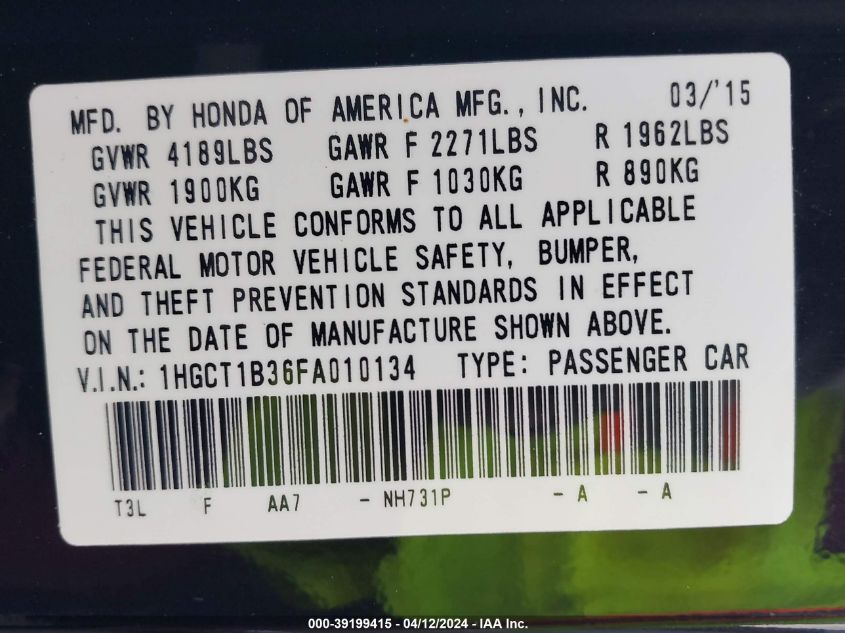 MFD. BY HONDA OF AMERICA MFG., INC. 03/'15
GVWR 4189LBS GAWR F 2271LBS R 1962LBS
GVWR 1900KG GAWR F 1030KG R 890KG
THIS VEHICLE CONFORMS TO ALL APPLICABLE
FEDERAL MOTOR VEHICLE SAFETY, BUMPER,
AND THEFT PREVENTION STANDARDS IN EFFECT
ON THE DATE OF MANUFACTURE SHOWN ABOVE.
V.I.N.: 1HGCT1B36FA010134 TYPE: PASSENGER CAR
T3L F AA7 - NH731P - A - A
000-39199415 - 04/12/2024 - IAA Inc.